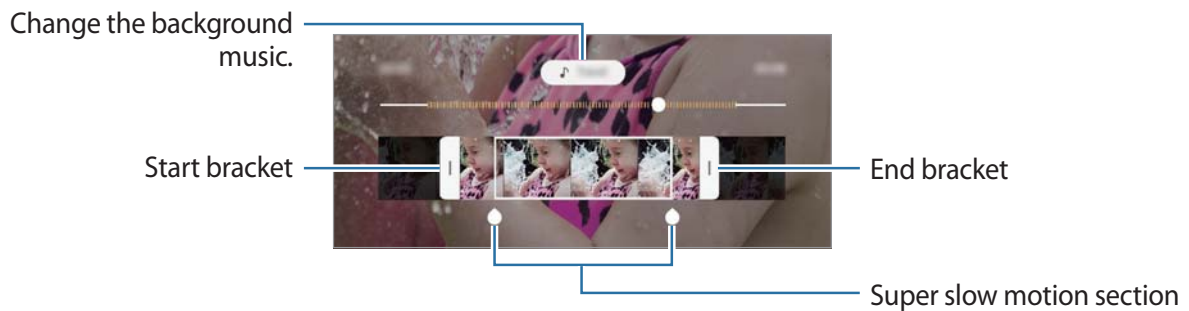 Change the background
music.
Start bracket
End bracket
Super slow motion section